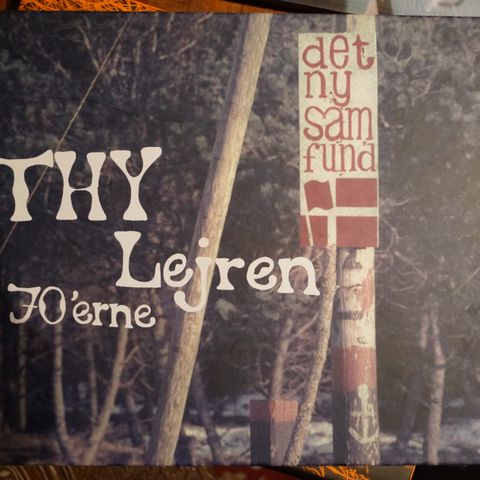 det
ny
sam
fund
THY
Lejren
70'erne